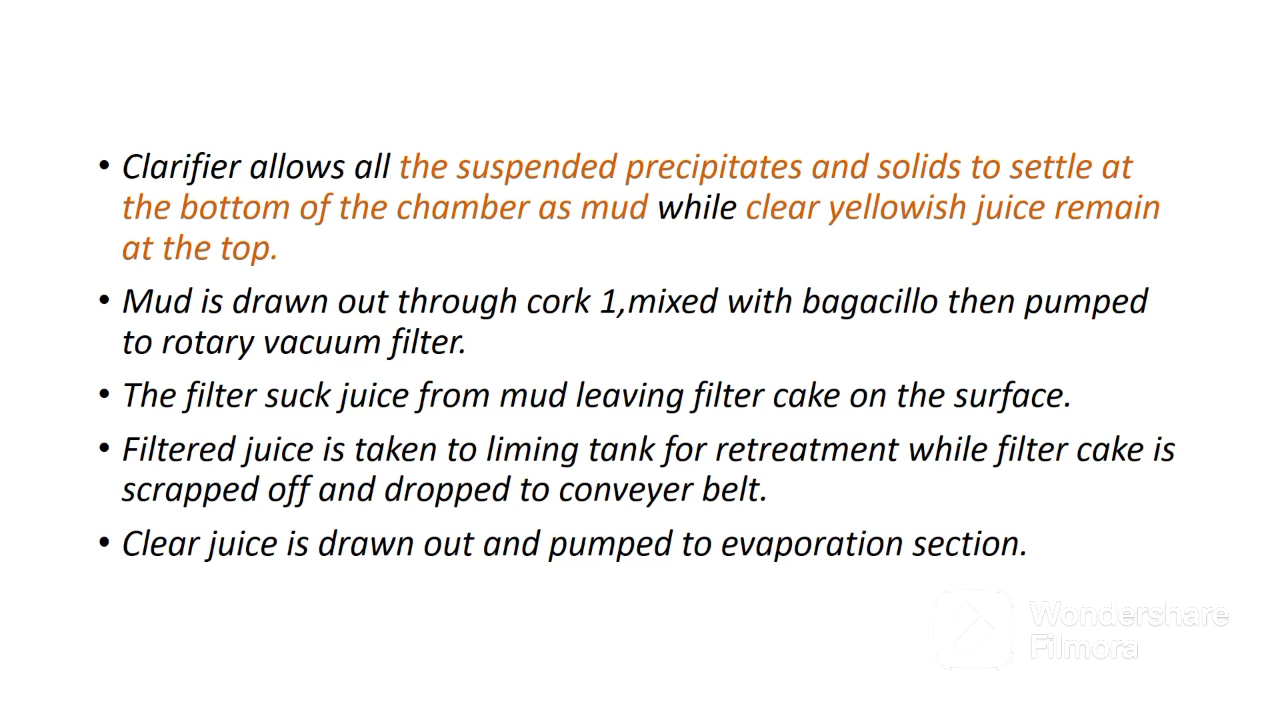 • Clarifier allows all the suspended precipitates and solids to settle at
the bottom of the chamber as mud while clear yellowish juice remain
at the top.
• Mud is drawn out through cork 1,mixed with bagacillo then pumped
to rotary vacuum filter.
• The filter suck juice from mud leaving filter cake on the surface.
• Filtered juice is taken to liming tank for retreatment while filter cake is
scrapped off and dropped to conveyer belt.
• Clear juice is drawn out and pumped to evaporation section.
Wondershare
Filmora